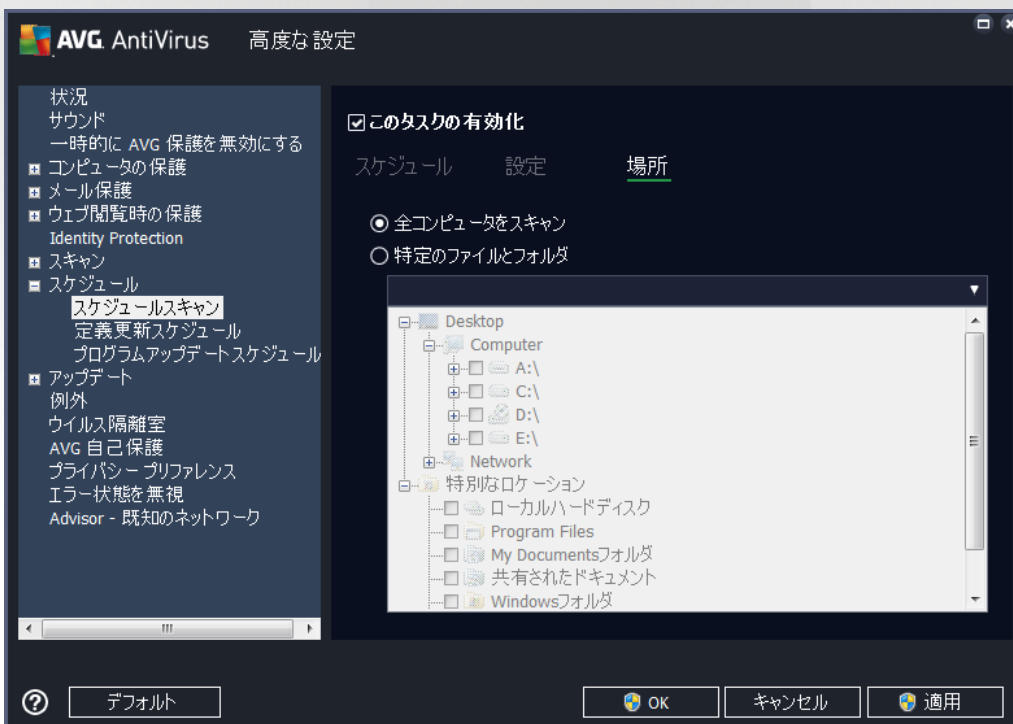 AVG AntiVirus 高度な設定
状況
サウンド
一時的に AVG 保護を無効にする
コンピュータの保護
メール保護
ウェブ閲覧時の保護
Identity Protection
スキャン
スケジュール
スケジュールスキャン
定義更新スケジュール
プログラムアップデートスケジュール
アップデート
例外
ウイルス隔離室
AVG 自己保護
プライバシー プリファレンス
エラー状態を無視
Advisor - 既知のネットワーク
このタスクの有効化
スケジュール 設定 場所
全コンピュータをスキャン
特定のファイルとフォルダ
Desktop
Computer
A:\
C:\
D:\
E:\
Network
特別なロケーション
ローカルハードディスク
Program Files
My Documentsフォルダ
共有されたドキュメント
Windowsフォルダ
デフォルト OK キャンセル 適用